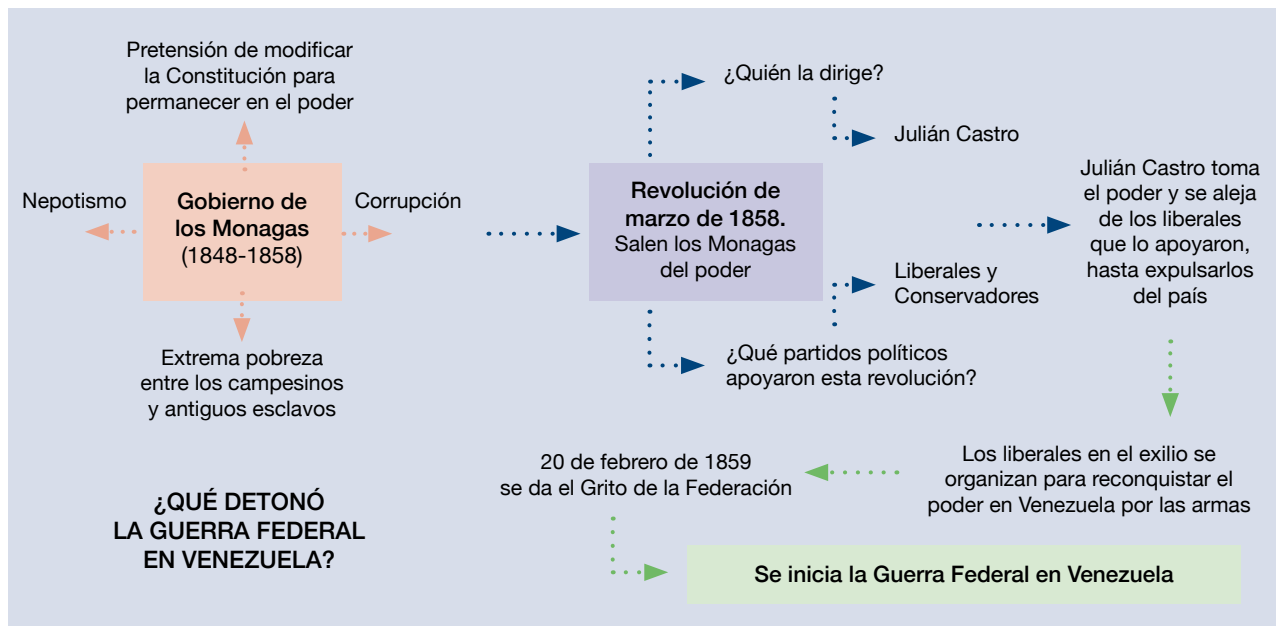 Pretensión de modificar
la Constitución para
permanecer en el poder
Nepotismo
Gobierno de
los Monagas
(1848-1858)
Corrupción
Extrema pobreza
entre los campesinos
y antiguos esclavos
¿QUÉ DETONÓ
LA GUERRA FEDERAL
EN VENEZUELA?
Revolución de
marzo de 1858.
Salen los Monagas
del poder
¿Quién la dirige?
Julián Castro
¿Qué partidos políticos
apoyaron esta revolución?
Liberales y
Conservadores
Julián Castro toma
el poder y se aleja
de los liberales
que lo apoyaron,
hasta expulsarlos
del país
Los liberales en el exilio se
organizan para reconquistar el
poder en Venezuela por las armas
20 de febrero de 1859
se da el Grito de la Federación
Se inicia la Guerra Federal en Venezuela